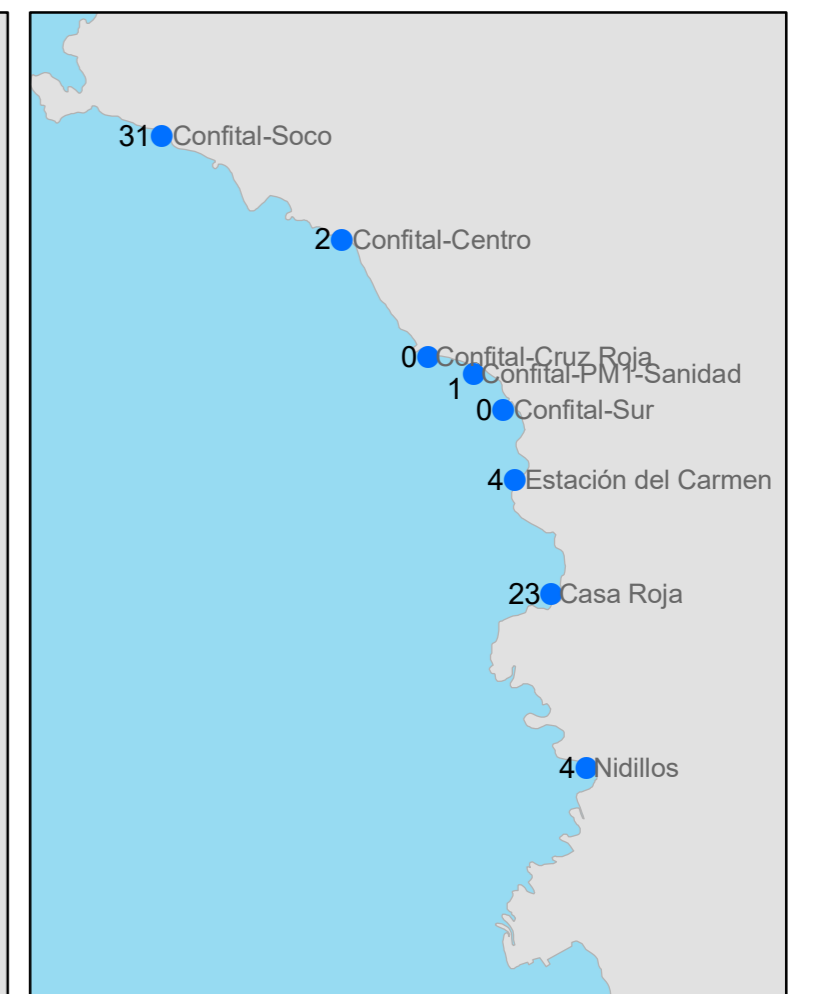 31 Confital-Soco
2 Confital-Centro
0 Confital-Cruz Roja
1 Confital-PM1-Sanidad
0 Confital-Sur
4 Estación del Carmen
23 Casa Roja
4 Nidillos